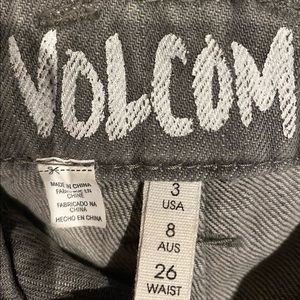 VOLCOM
MADE IN CHINA
FABRIQUÉ EN
CHINE
FABRICADO NA
CHINA
HECHO EN CHINA
3
USA
8
AUS
26
WAIST